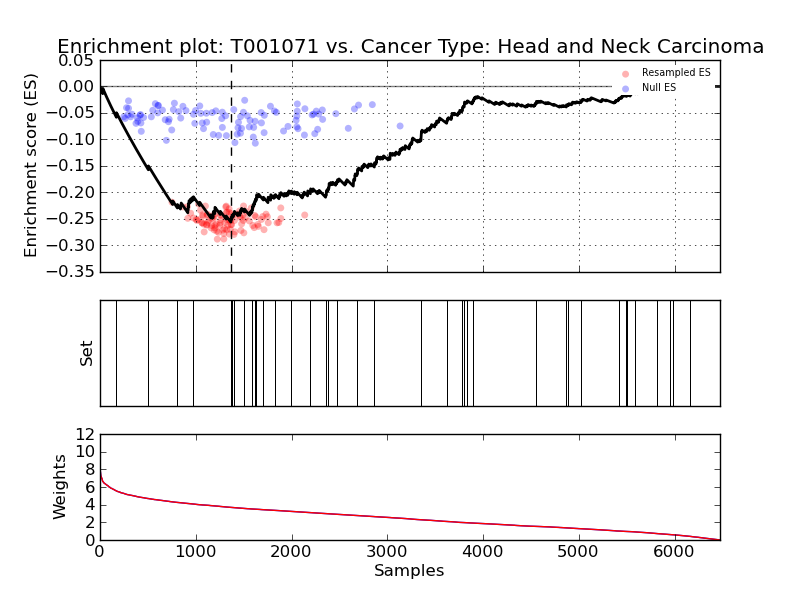 Enrichment plot: T001071 vs. Cancer Type: Head and Neck Carcinoma
Enrichment score (ES)
0.05
0.00
−0.05
−0.10
−0.15
−0.20
−0.25
−0.30
−0.35
Resampled ES
Null ES
Set
Weights
12
10
8
6
4
2
0
0 1000 2000 3000 4000 5000 6000
Samples